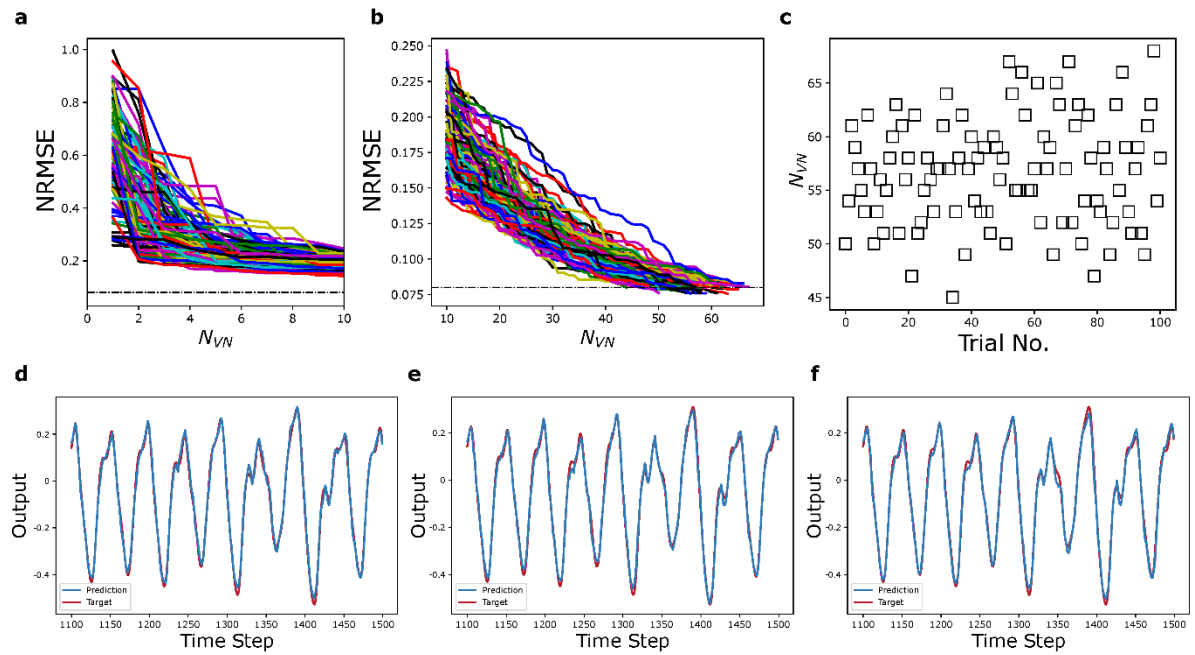 a
NRMSE
1.0
0.8
0.6
0.4
0.2
0 2 4 6 8 10
N_VN
b
NRMSE
0.250
0.225
0.200
0.175
0.150
0.125
0.100
0.075
10 20 30 40 50 60
N_VN
c
N_VN
65
60
55
50
45
0 20 40 60 80 100
Trial No.
d
Output
0.2
0
-0.2
-0.4
Prediction
Target
1100 1150 1200 1250 1300 1350 1400 1450 1500
Time Step
e
Output
0.2
0
-0.2
-0.4
Prediction
Target
1100 1150 1200 1250 1300 1350 1400 1450 1500
Time Step
f
Output
0.2
0
-0.2
-0.4
Prediction
Target
1100 1150 1200 1250 1300 1350 1400 1450 1500
Time Step